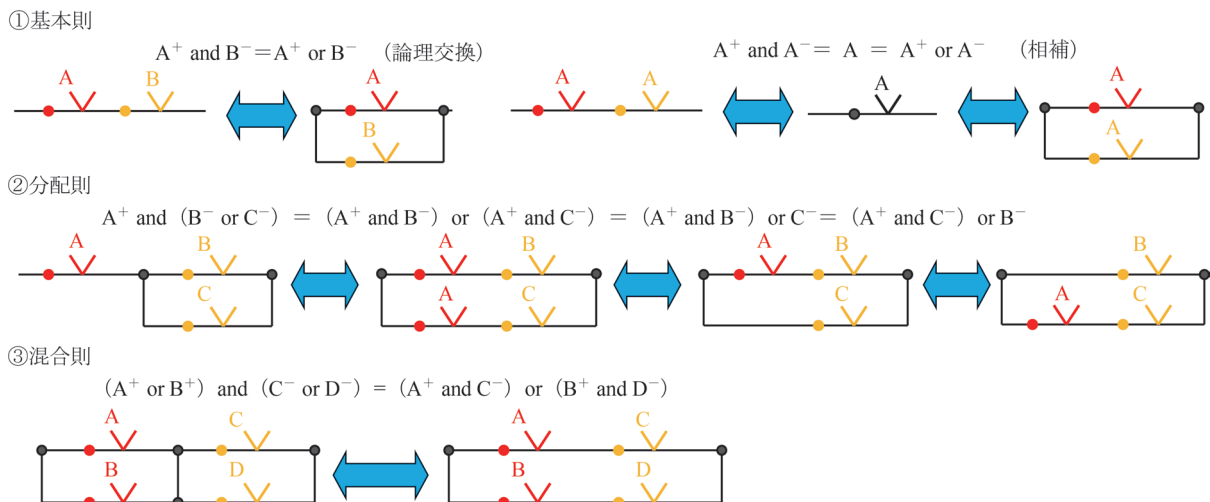 ①基本則
A⁺ and B⁻=A⁺ or B⁻　(論理交換)
A⁺ and A⁻= A = A⁺ or A⁻　(相補)
A B
A
B
A A
A
A
A
②分配則
A⁺ and (B⁻ or C⁻) = (A⁺ and B⁻) or (A⁺ and C⁻) = (A⁺ and B⁻) or C⁻= (A⁺ and C⁻) or B⁻
A B
C
A B
A C
A B
C
B
A C
③混合則
(A⁺ or B⁺) and (C⁻ or D⁻) = (A⁺ and C⁻) or (B⁺ and D⁻)
A C
B D
A C
B D